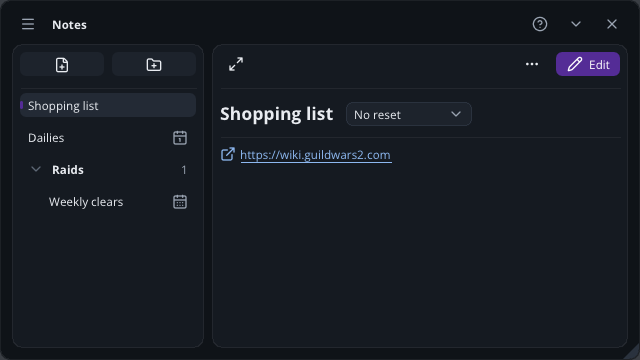 Notes
Edit
Shopping list
Dailies
Raids 1
Weekly clears
Shopping list
No reset
https://wiki.guildwars2.com